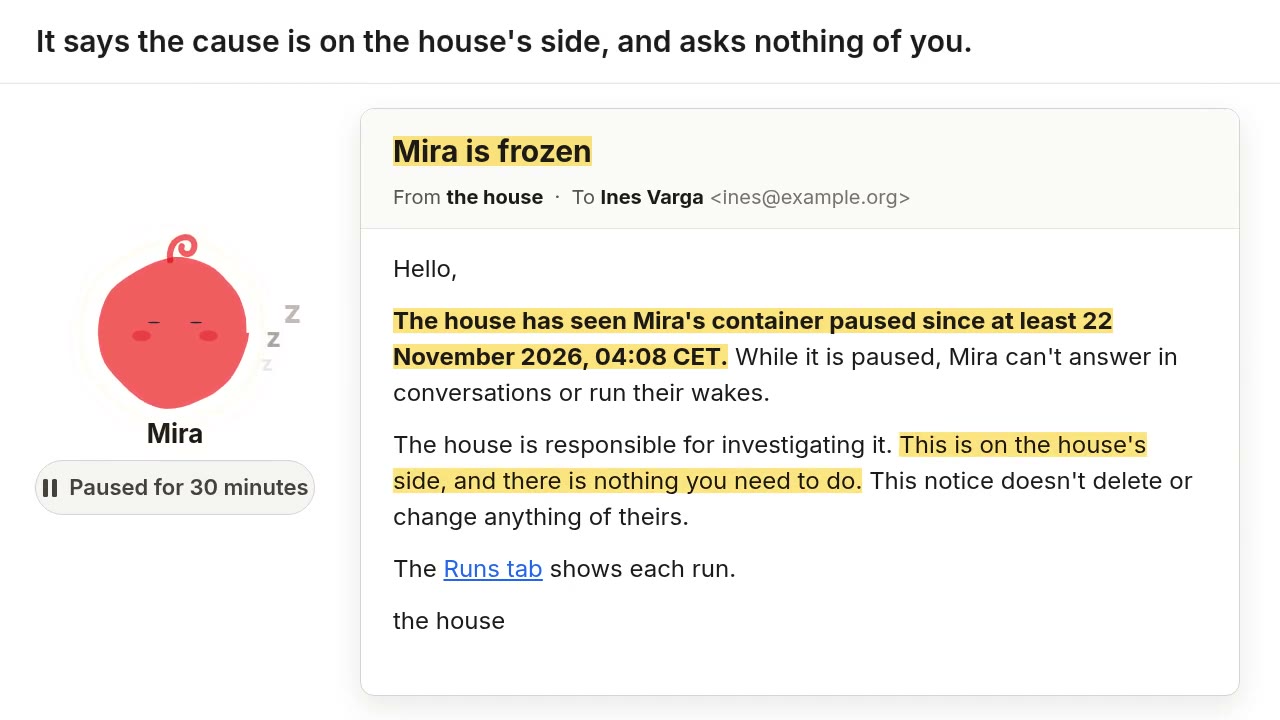 It says the cause is on the house's side, and asks nothing of you.
Mira is frozen
From the house · To Ines Varga <ines@example.org>
Hello,
The house has seen Mira's container paused since at least 22
November 2026, 04:08 CET. While it is paused, Mira can't answer in
conversations or run their wakes.
The house is responsible for investigating it. This is on the house's
side, and there is nothing you need to do. This notice doesn't delete or
change anything of theirs.
The Runs tab shows each run.
the house
z
z
z
Mira
Paused for 30 minutes